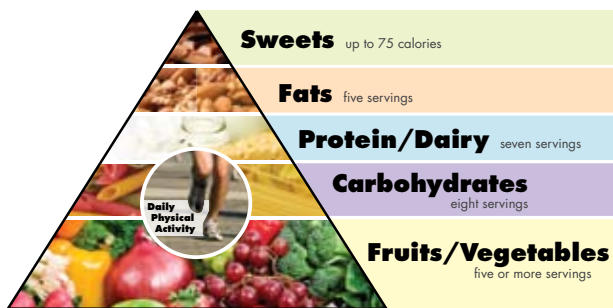 Sweets up to 75 calories
Fats five servings
Protein/Dairy seven servings
Carbohydrates
eight servings
Daily
Physical
Activity
Fruits/Vegetables
five or more servings